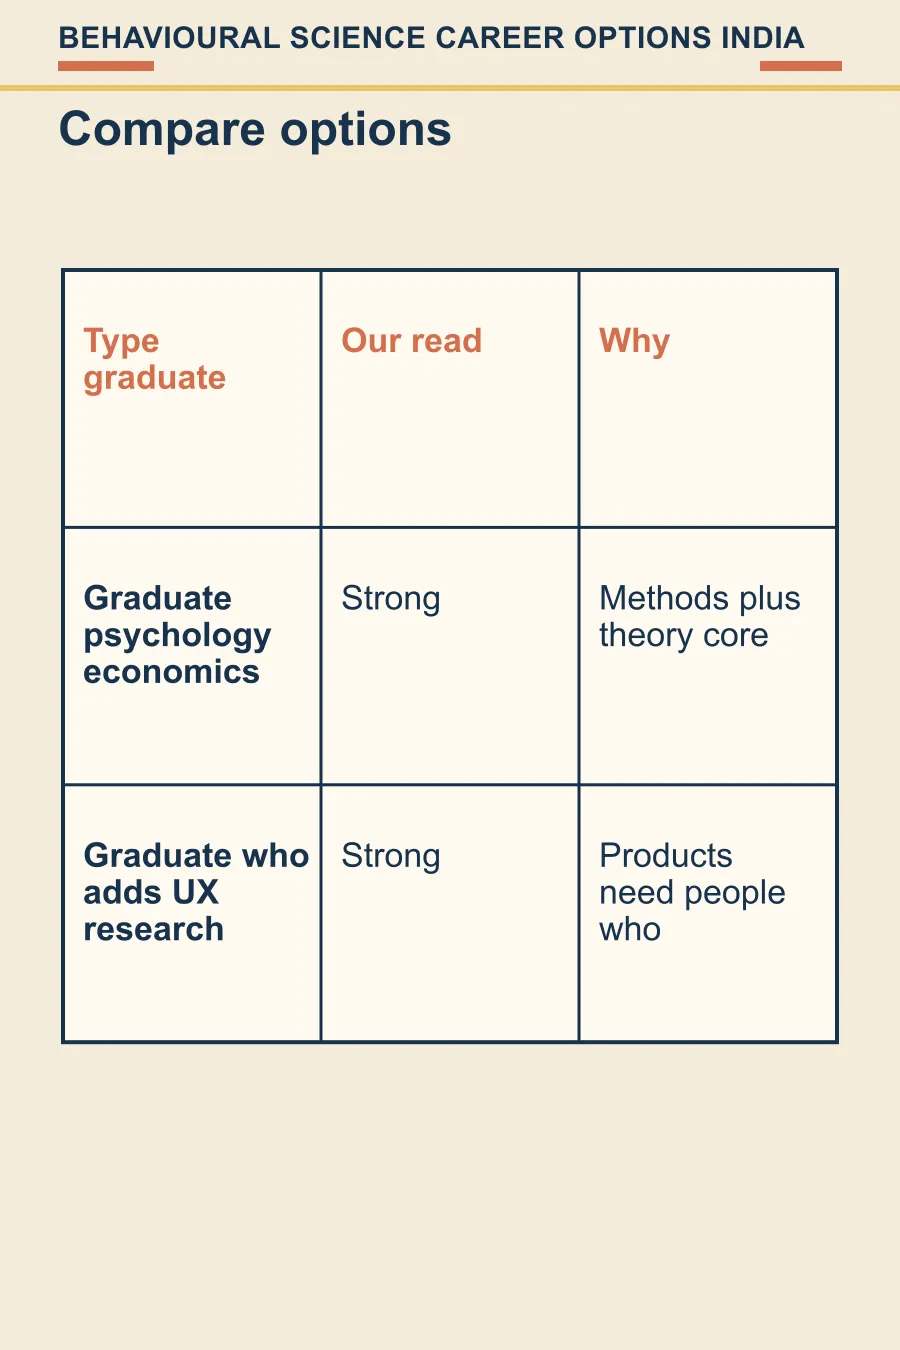 BEHAVIOURAL SCIENCE CAREER OPTIONS INDIA
Compare options
Type
graduate
Our read
Why
Graduate
psychology
economics
Strong
Methods plus
theory core
Graduate who
adds UX
research
Strong
Products
need people
who